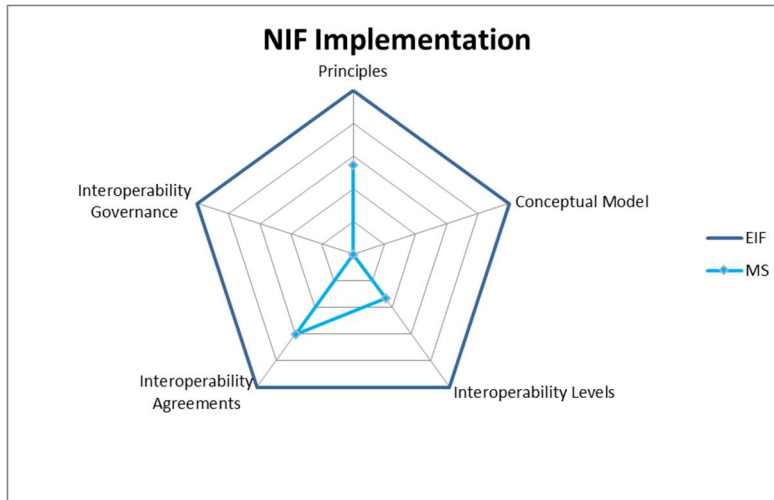 NIF Implementation
Principles
Interoperability
Governance
Conceptual Model
EIF
MS
Interoperability
Agreements
Interoperability Levels